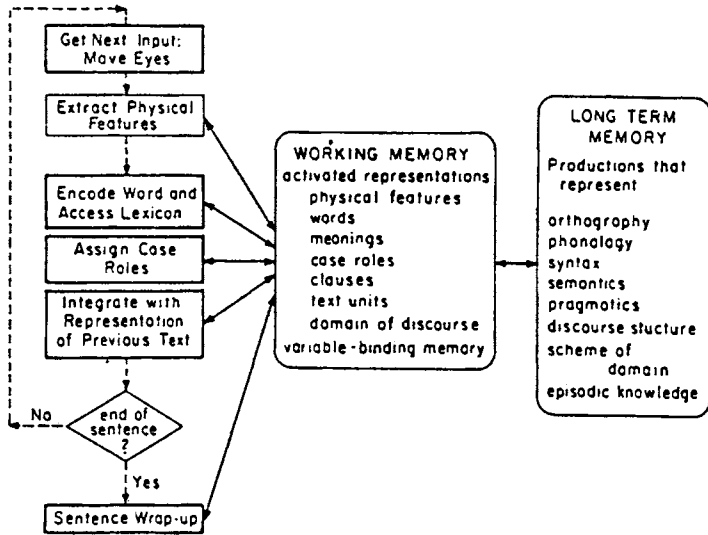 Get Next Input:
Move Eyes
Extract Physical
Features
Encode Word and
Access Lexicon
Assign Case
Roles
Integrate with
Representation
of Previous Text
No
end of
sentence
?
Yes
Sentence Wrap-up
WORKING MEMORY
activated representations
physical features
words
meanings
case roles
clauses
text units
domain of discourse
variable-binding memory
LONG TERM
MEMORY
Productions that
represent
orthography
phonology
syntax
semantics
pragmatics
discourse stucture
scheme of
domain
episodic knowledge